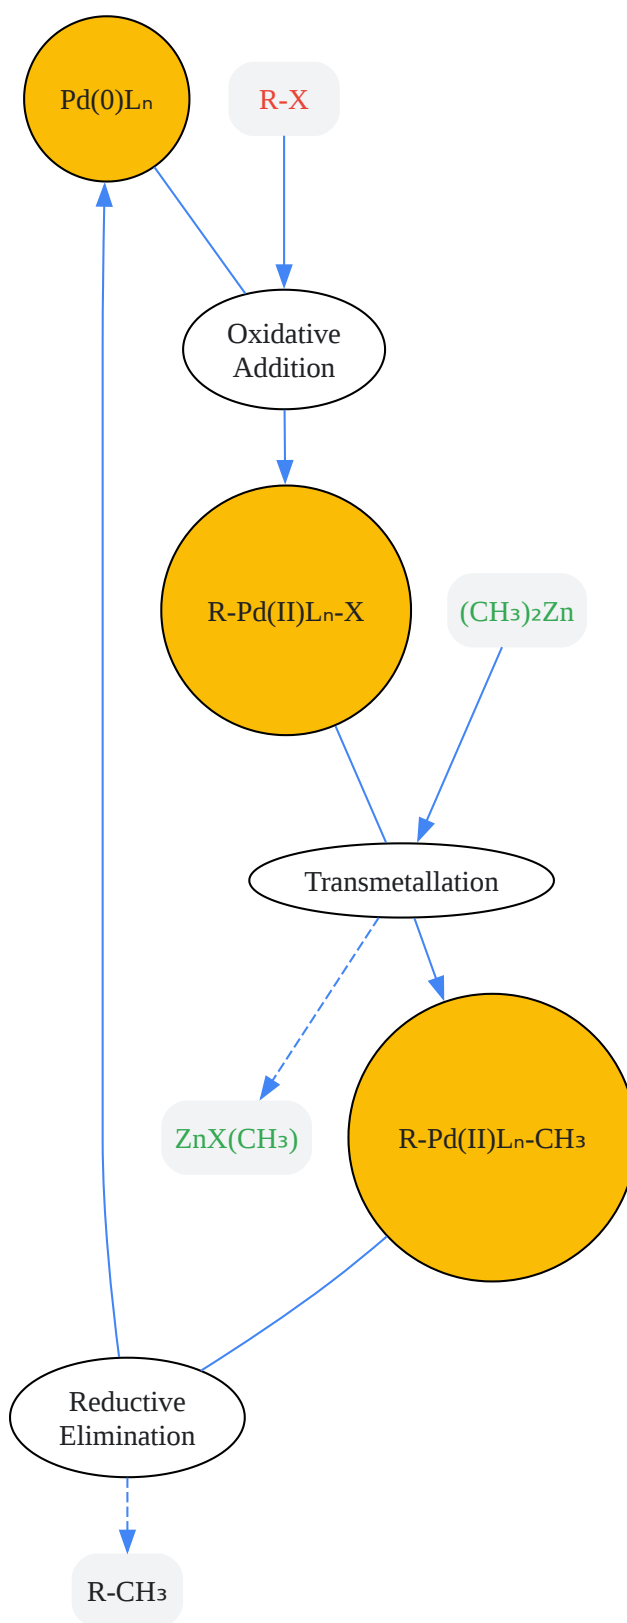 Pd(0)Lₙ
R-X
Oxidative
Addition
R-Pd(II)Lₙ-X
(CH₃)₂Zn
Transmetallation
ZnX(CH₃)
R-Pd(II)Lₙ-CH₃
Reductive
Elimination
R-CH₃